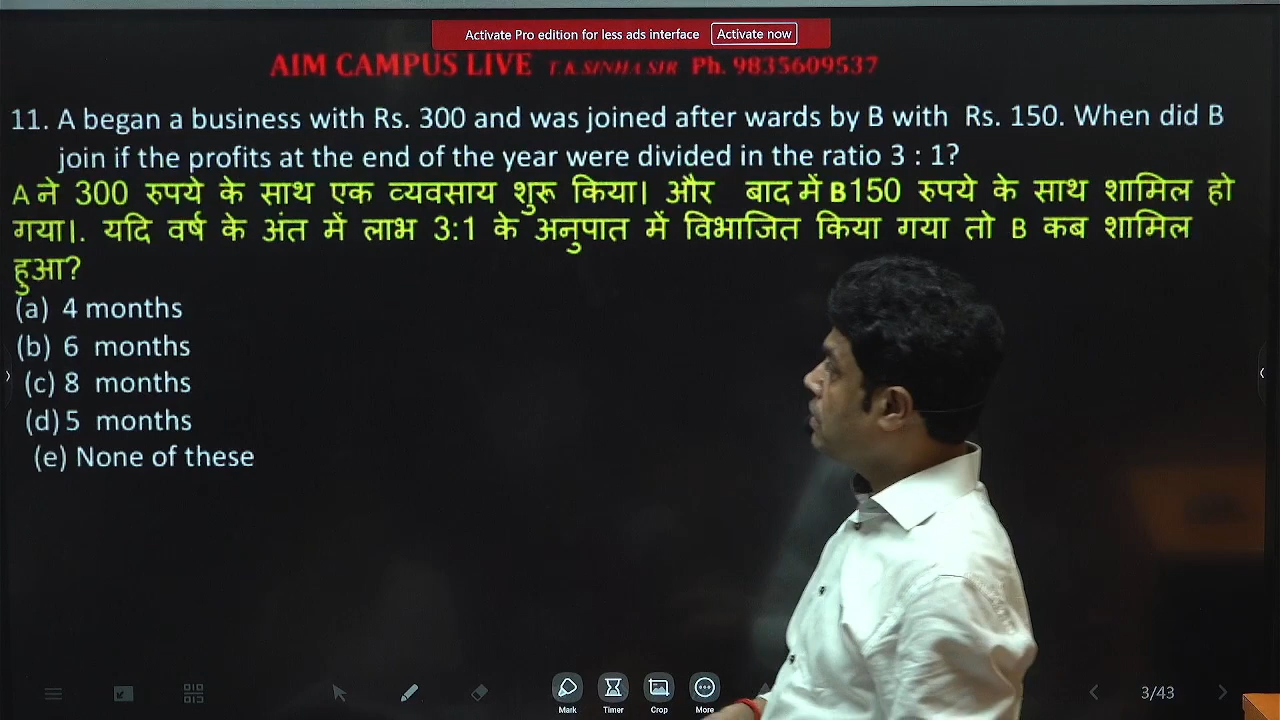 Activate Pro edition for less ads interface Activate now
AIM CAMPUS LIVE T.K.SINHA SIR Ph. 9835609537
11. A began a business with Rs. 300 and was joined after wards by B with Rs. 150. When did B
join if the profits at the end of the year were divided in the ratio 3 : 1?
A ने 300 रुपये के साथ एक व्यवसाय शुरू किया। और बाद में B150 रुपये के साथ शामिल हो
गया।. यदि वर्ष के अंत में लाभ 3:1 के अनुपात में विभाजित किया गया तो B कब शामिल
हुआ?
(a) 4 months
(b) 6 months
(c) 8 months
(d) 5 months
(e) None of these
Mark Timer Crop More
3/43